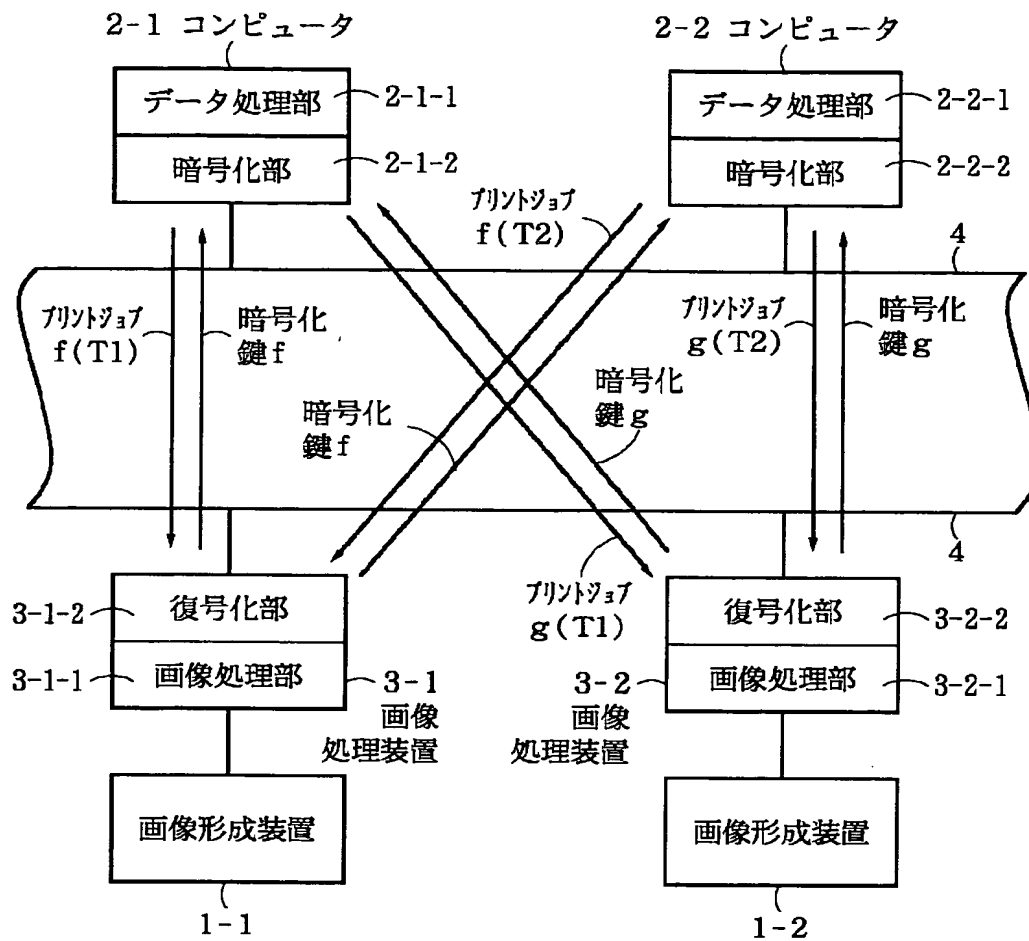 2-1 コンピュータ
2-2 コンピュータ
データ処理部
2-1-1
暗号化部
2-1-2
データ処理部
2-2-1
暗号化部
2-2-2
プリントジョブ
f(T2)
4
プリントジョブ
f(T1)
暗号化
鍵f
プリントジョブ
g(T2)
暗号化
鍵g
暗号化
鍵f
暗号化
鍵g
4
プリントジョブ
g(T1)
3-1-2
復号化部
3-1-1
画像処理部
3-1
画像
処理装置
復号化部
3-2-2
3-2
画像
処理装置
画像処理部
3-2-1
画像形成装置
1-1
画像形成装置
1-2